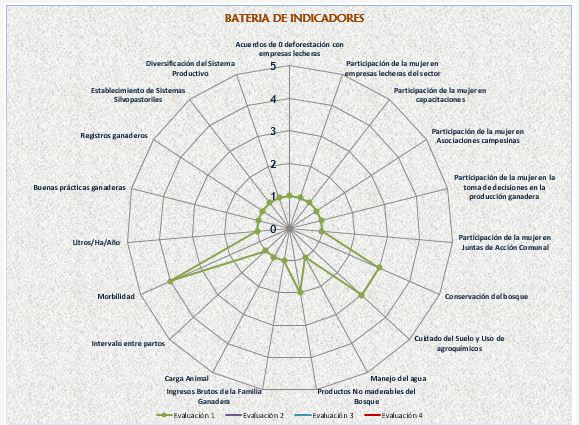 BATERIA DE INDICADORES
Acuerdos de 0 deforestación con
empresas lecheras
Participación de la mujer en
empresas lecheras del sector
Participación de la mujer en
capacitaciones
Participación de la mujer en
Asociaciones campesinas
Participación de la mujer en la
toma de decisiones en la
producción ganadera
Participación de la mujer en
Juntas de Acción Comunal
Conservación del bosque
Cuidado del Suelo y Uso de
agroquímicos
Manejo del agua
Productos No maderables del
Bosque
Ingresos Brutos de la Familia
Ganadera
Carga Animal
Intervalo entre partos
Morbilidad
Litros/Ha/Año
Buenas prácticas ganaderas
Registros ganaderos
Establecimiento de Sistemas
Silvopastoriles
Diversificación del Sistema
Productivo
5
4
3
2
1
0
Evaluación 1
Evaluación 2
Evaluación 3
Evaluación 4